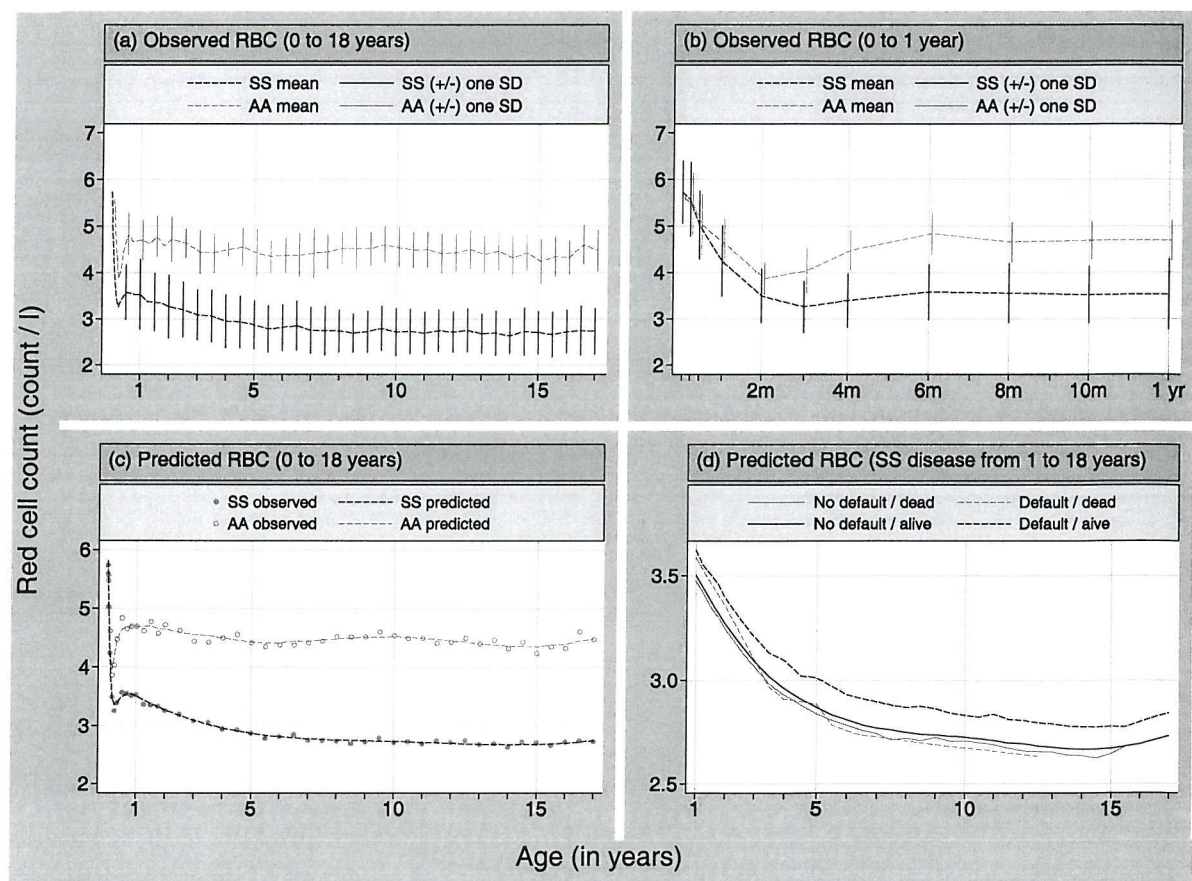 Red cell count (count / l)
(a) Observed RBC (0 to 18 years)
SS mean SS (+/-) one SD
AA mean AA (+/-) one SD
7
6
5
4
3
2
1 5 10 15
(b) Observed RBC (0 to 1 year)
SS mean SS (+/-) one SD
AA mean AA (+/-) one SD
7
6
5
4
3
2
2m 4m 6m 8m 10m 1 yr
(c) Predicted RBC (0 to 18 years)
SS observed SS predicted
AA observed AA predicted
6
5
4
3
2
1 5 10 15
(d) Predicted RBC (SS disease from 1 to 18 years)
No default / dead Default / dead
No default / alive Default / aive
3.5
3.0
2.5
1 5 10 15
Age (in years)